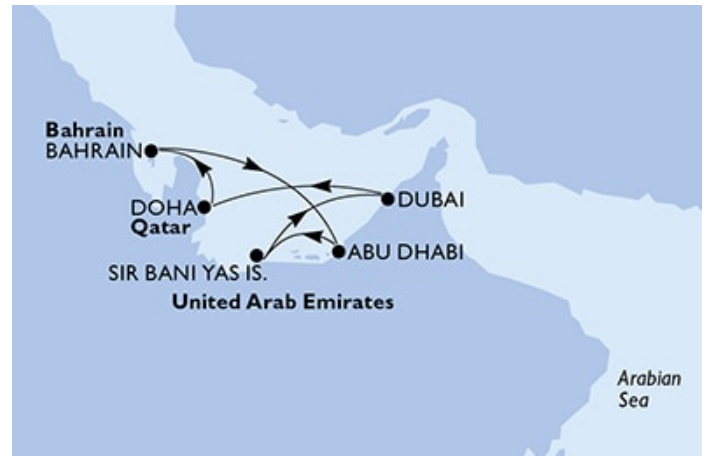 Bahrain
BAHRAIN
DOHA
Qatar
DUBAI
ABU DHABI
SIR BANI YAS IS.
United Arab Emirates
Arabian
Sea